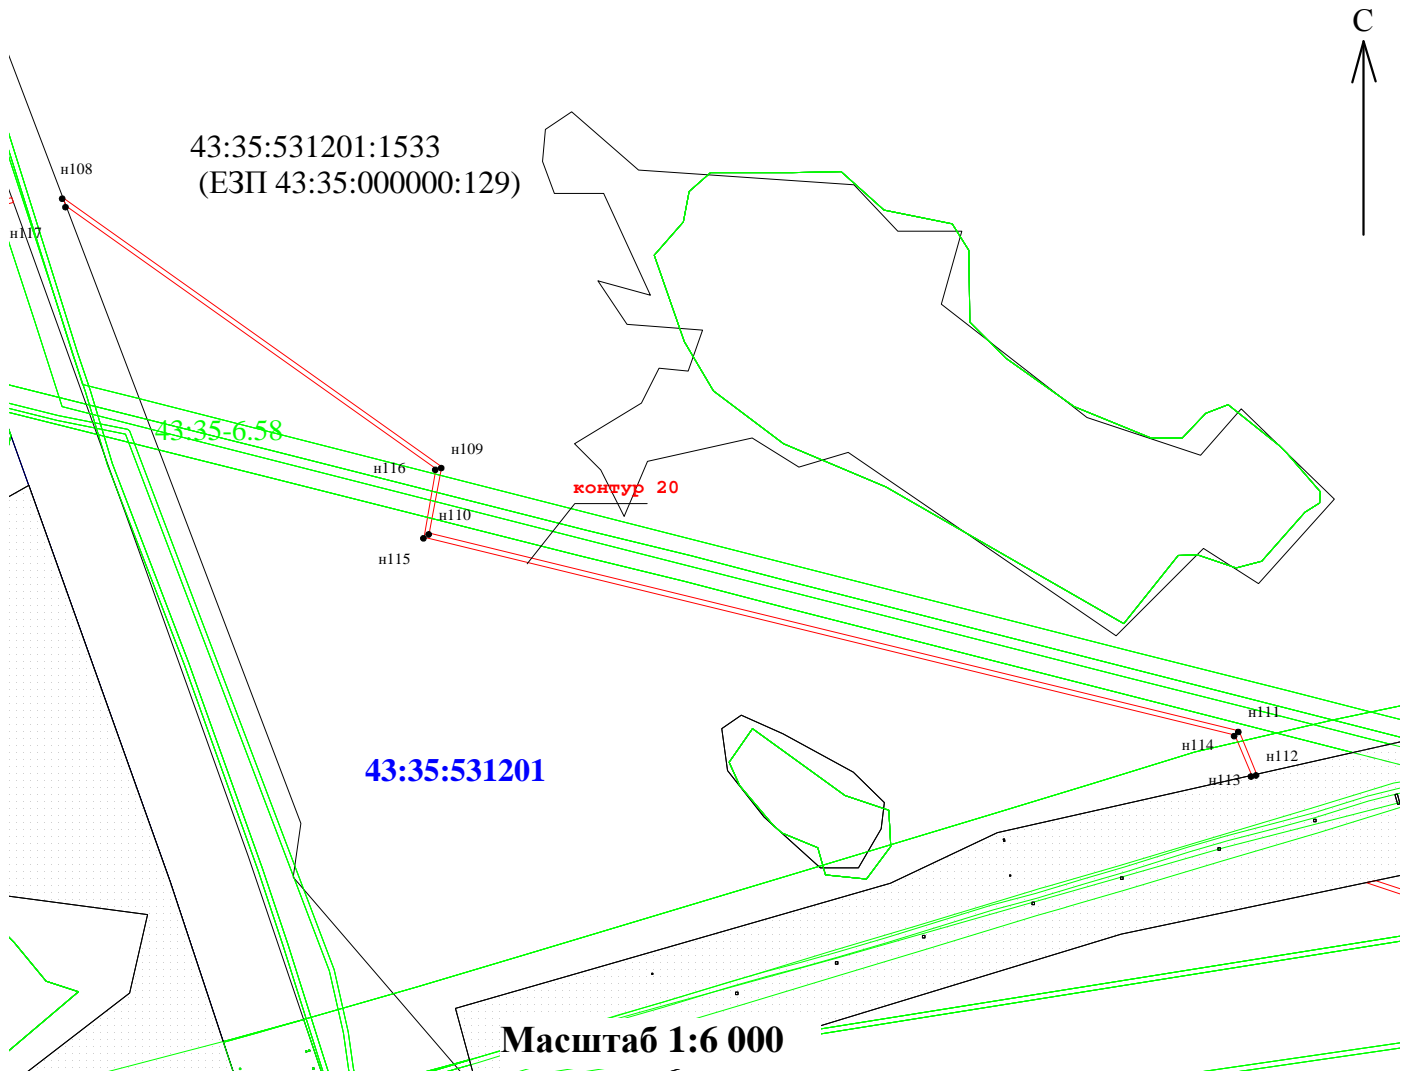 С
43:35:531201:1533
(ЕЗП 43:35:000000:129)
н108
н117
43:35-6.58
н109
н116
контур 20
н110
н115
н111
н114
н112
н113
43:35:531201
Масштаб 1:6 000